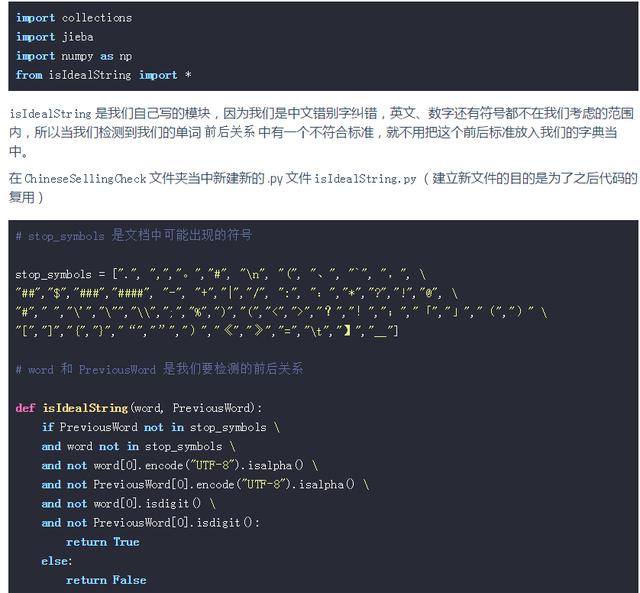 import collections
import jieba
import numpy as np
from isIdealString import *
isIdealString 是我们自己写的模块，因为我们是中文错别字纠错，英文、数字还有符号都不在我们考虑的范围
内，所以当我们检测到我们的单词 前后关系 中有一个不符合标准，就不用把这个前后标准放入我们的字典当
中。
在 ChineseSellingCheck 文件夹当中新建新的 .py 文件 isIdealString.py （ 建立新文件的目的是为了之后代码的
复用 ）
# stop_symbols 是文档中可能出现的符号
stop_symbols = [".", ",","。","#", "\n", "(", "、", "`", "，", \
"##","$","###","####", "-", "+","|","/", ":", "：","*","?","!","@", \
"#"," ","\'","\"","\\",";","%",")","(","<",">","？","！","；","「","」","（","）" \
"[","]","{","}","“","”","）","《","》","=","\t","】","__"]
# word 和 PreviousWord 是我们要检测的前后关系
def isIdealString(word, PreviousWord):
    if PreviousWord not in stop_symbols \
    and word not in stop_symbols \
    and not word[0].encode("UTF-8").isalpha() \
    and not PreviousWord[0].encode("UTF-8").isalpha() \
    and not word[0].isdigit() \
    and not PreviousWord[0].isdigit():
        return True
    else:
        return False